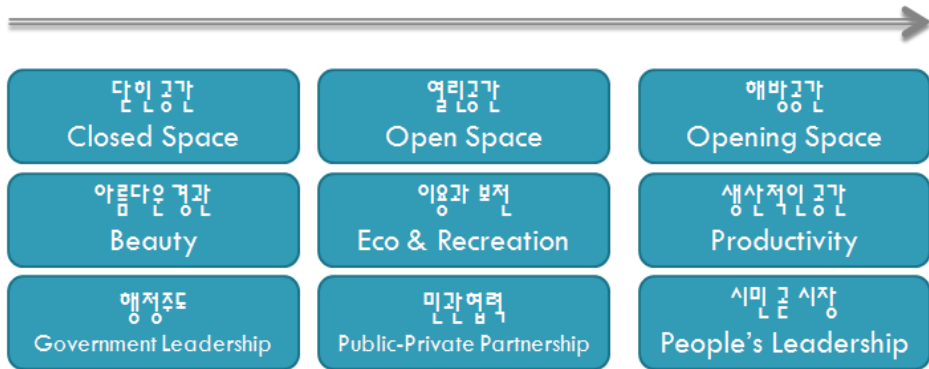 닫힌 공간
Closed Space
열린공간
Open Space
해방공간
Opening Space
아름다운 경관
Beauty
이용과 보전
Eco & Recreation
생산적인 공간
Productivity
행정주도
Government Leadership
민관협력
Public-Private Partnership
시민 곧 시장
People's Leadership